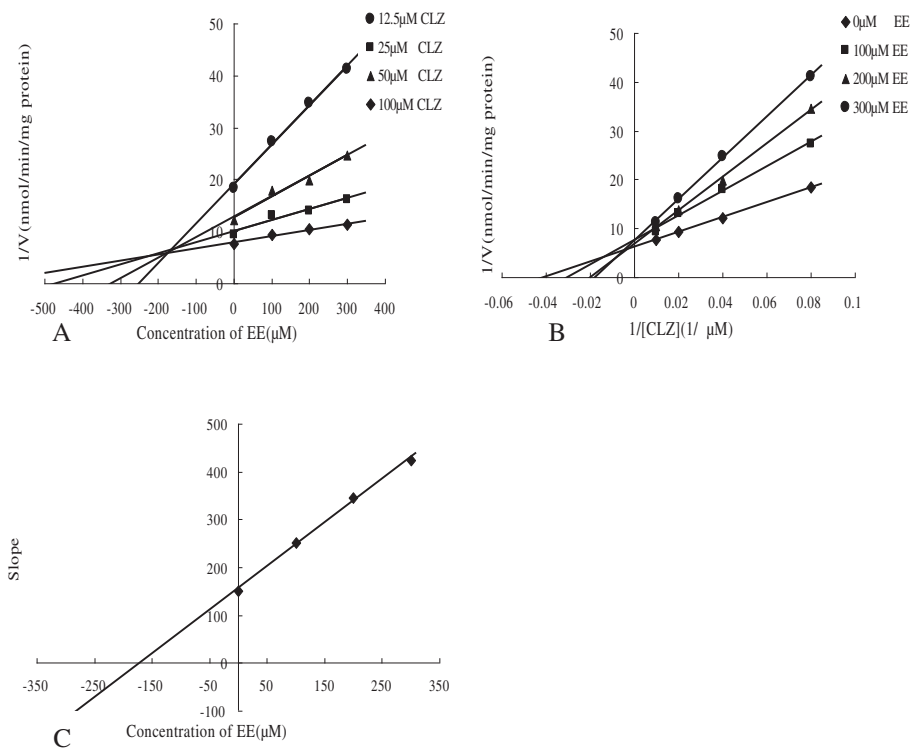 12.5μM CLZ
25μM CLZ
50μM CLZ
100μM CLZ
1/V(nmol/min/mg protein)
50
40
30
20
10
0
-500 -400 -300 -200 -100 0 100 200 300 400
Concentration of EE(μM)
A
0μM EE
100μM EE
200μM EE
300μM EE
1/V(nmol/min/mg protein)
50
40
30
20
10
0
-0.06 -0.04 -0.02 0 0.02 0.04 0.06 0.08 0.1
1/[CLZ](1/ μM)
B
Slope
500
400
300
200
100
0
-100
-350 -250 -150 -50 50 150 250 350
Concentration of EE(μM)
C